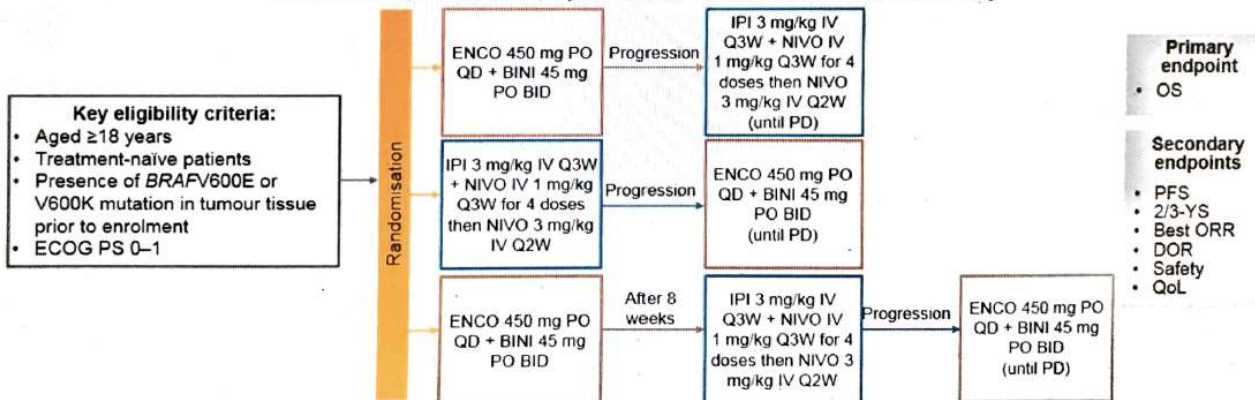 Key eligibility criteria:
• Aged ≥18 years
• Treatment-naïve patients
• Presence of BRAFV600E or
V600K mutation in tumour tissue
prior to enrolment
• ECOG PS 0–1
Randomisation
ENCO 450 mg PO
QD + BINI 45 mg
PO BID
Progression
IPI 3 mg/kg IV
Q3W + NIVO IV
1 mg/kg Q3W for 4
doses then NIVO
3 mg/kg IV Q2W
(until PD)
IPI 3 mg/kg IV Q3W
+ NIVO IV 1 mg/kg
Q3W for 4 doses
then NIVO 3 mg/kg
IV Q2W
Progression
ENCO 450 mg PO
QD + BINI 45 mg
PO BID
(until PD)
ENCO 450 mg PO
QD + BINI 45 mg
PO BID
After 8
weeks
IPI 3 mg/kg IV
Q3W + NIVO IV
1 mg/kg Q3W for 4
doses then NIVO 3
mg/kg IV Q2W
Progression
ENCO 450 mg PO
QD + BINI 45 mg
PO BID
(until PD)
Primary
endpoint
• OS
Secondary
endpoints
• PFS
• 2/3-YS
• Best ORR
• DOR
• Safety
• QoL